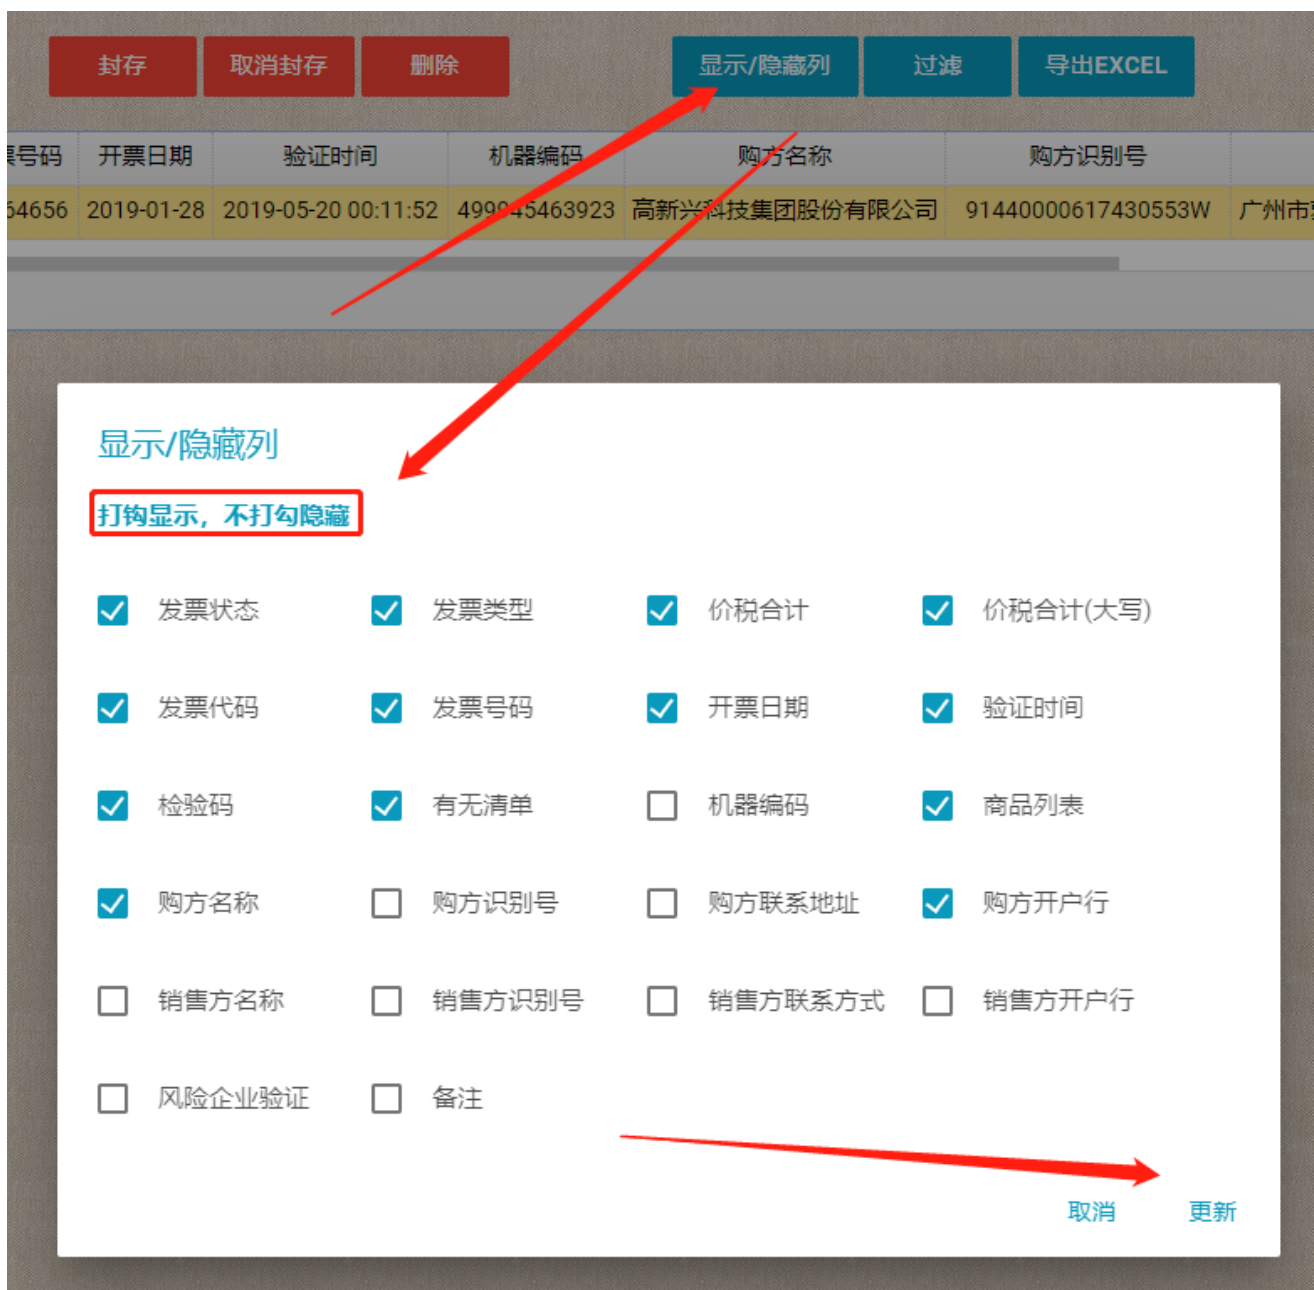 封存 取消封存 删除 显示/隐藏列 过滤 导出EXCEL
票号码 开票日期 验证时间 机器编码 购方名称 购方识别号
64656 2019-01-28 2019-05-20 00:11:52 499945463923 高新兴科技集团股份有限公司 91440000617430553W 广州市
显示/隐藏列
打钩显示，不打勾隐藏
发票状态 发票类型 价税合计 价税合计(大写)
发票代码 发票号码 开票日期 验证时间
检验码 有无清单 机器编码 商品列表
购方名称 购方识别号 购方联系地址 购方开户行
销售方名称 销售方识别号 销售方联系方式 销售方开户行
风险企业验证 备注
取消 更新